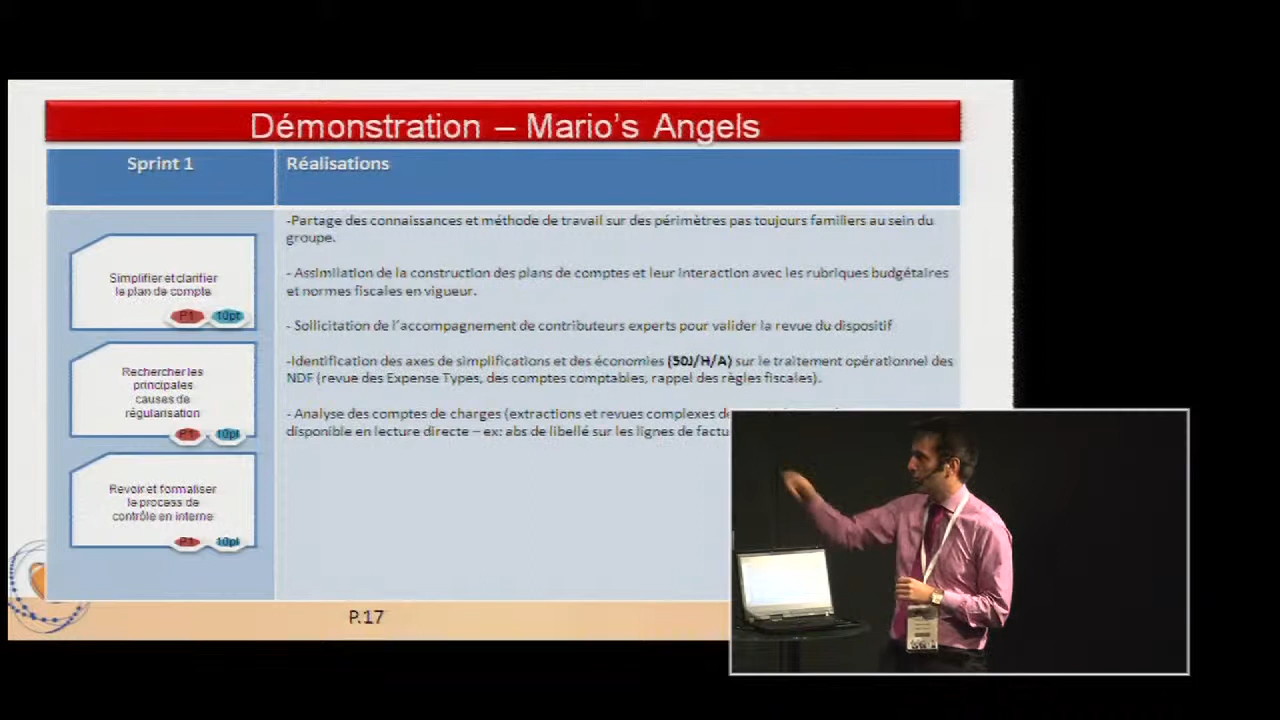 Démonstration – Mario's Angels
Sprint 1
Réalisations
Simplifier et clarifier
le plan de compte
P1 10pt
Rechercher les
principales
causes de
régularisation
P1 10pt
Revoir et formaliser
le process de
contrôle en interne
P1 10pt
-Partage des connaissances et méthode de travail sur des périmètres pas toujours familiers au sein du
groupe.
- Assimilation de la construction des plans de comptes et leur interaction avec les rubriques budgétaires
et normes fiscales en vigueur.
- Sollicitation de l'accompagnement de contributeurs experts pour valider la revue du dispositif
-Identification des axes de simplifications et des économies (50J/H/A) sur le traitement opérationnel des
NDF (revue des Expense Types, des comptes comptables, rappel des règles fiscales).
- Analyse des comptes de charges (extractions et revues complexes
disponible en lecture directe – ex: abs de libellé sur les lignes de
P.17